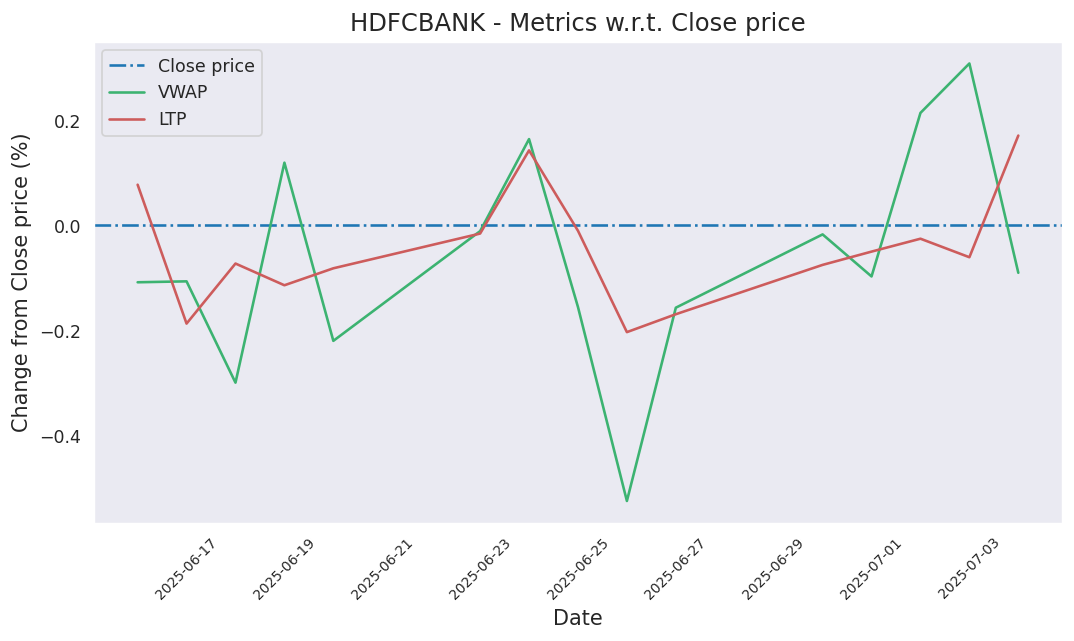 HDFCBANK - Metrics w.r.t. Close price
Close price
VWAP
LTP
Change from Close price (%)
0.2
0.0
−0.2
−0.4
2025-06-17
2025-06-19
2025-06-21
2025-06-23
2025-06-25
2025-06-27
2025-06-29
2025-07-01
2025-07-03
Date